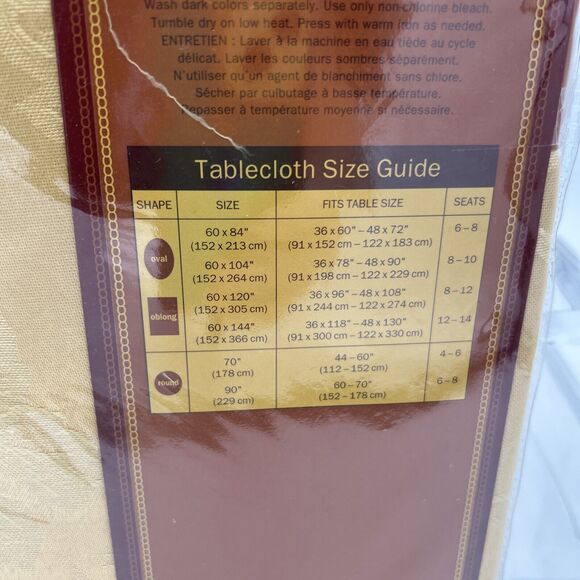 Wash dark colors separately. Use only non-chlorine bleach.
Tumble dry on low heat. Press with warm iron as needed.
ENTRETIEN : Laver à la machine en eau tiède au cycle
délicat. Laver les couleurs sombres séparément.
N'utiliser qu'un agent de blanchiment sans chlore.
Sécher par culbutage à basse température.
Repasser à température moyenne si nécessaire.
Tablecloth Size Guide
SHAPE SIZE FITS TABLE SIZE SEATS
60 x 84" 36 x 60" – 48 x 72" 6–8
(152 x 213 cm) (91 x 152 cm – 122 x 183 cm)
oval
60 x 104" 36 x 78" – 48 x 90" 8–10
(152 x 264 cm) (91 x 198 cm – 122 x 229 cm)
60 x 120" 36 x 96" – 48 x 108" 8–12
(152 x 305 cm) (91 x 244 cm – 122 x 274 cm)
oblong
60 x 144" 36 x 118" – 48 x 130" 12–14
(152 x 366 cm) (91 x 300 cm – 122 x 330 cm)
70" 44 – 60" 4–6
(178 cm) (112 – 152 cm)
round
90" 60 – 70" 6–8
(229 cm) (152 – 178 cm)